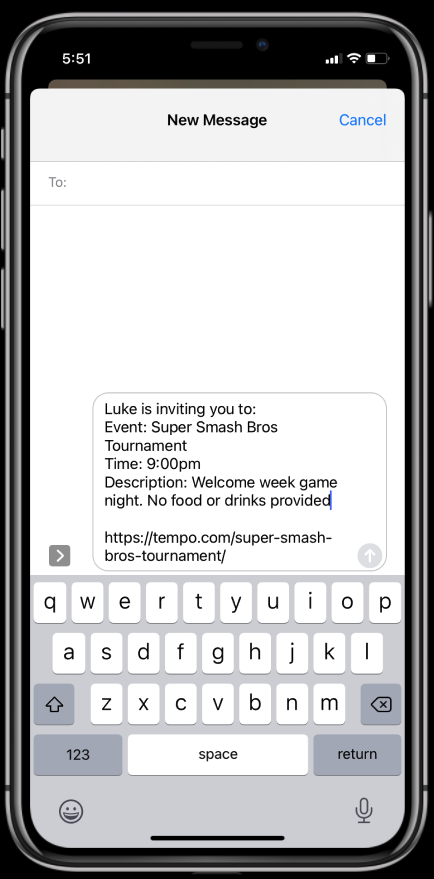 5:51
New Message
Cancel
To:
Luke is inviting you to:
Event: Super Smash Bros
Tournament
Time: 9:00pm
Description: Welcome week game
night. No food or drinks provided
https://tempo.com/super-smash-
bros-tournament/
q w e r t y u i o p
a s d f g h j k l
z x c v b n m
123 space return